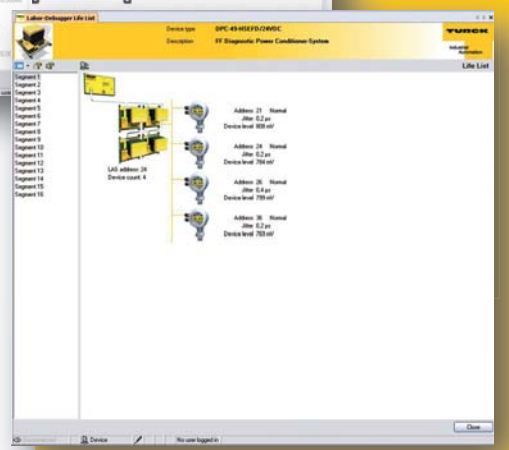 Labor-Debugger Life List
Device type DPC-49-HSEFD/24VDC
Description FF Diagnostic Power Conditioner System
TURCK
Industrial
Automation
Life List
Segment 1
Segment 2
Segment 3
Segment 4
Segment 5
Segment 6
Segment 7
Segment 8
Segment 9
Segment 10
Segment 11
Segment 12
Segment 13
Segment 14
Segment 15
Segment 16
LAS address: 24
Device count: 4
Address 21 Normal
Jitter 0.2 µs
Device level 808 mV
Address 24 Normal
Jitter 0.2 µs
Device level 784 mV
Address 26 Normal
Jitter 0.4 µs
Device level 799 mV
Address 36 Normal
Jitter 0.2 µs
Device level 783 mV
Close
Device
No user logged in